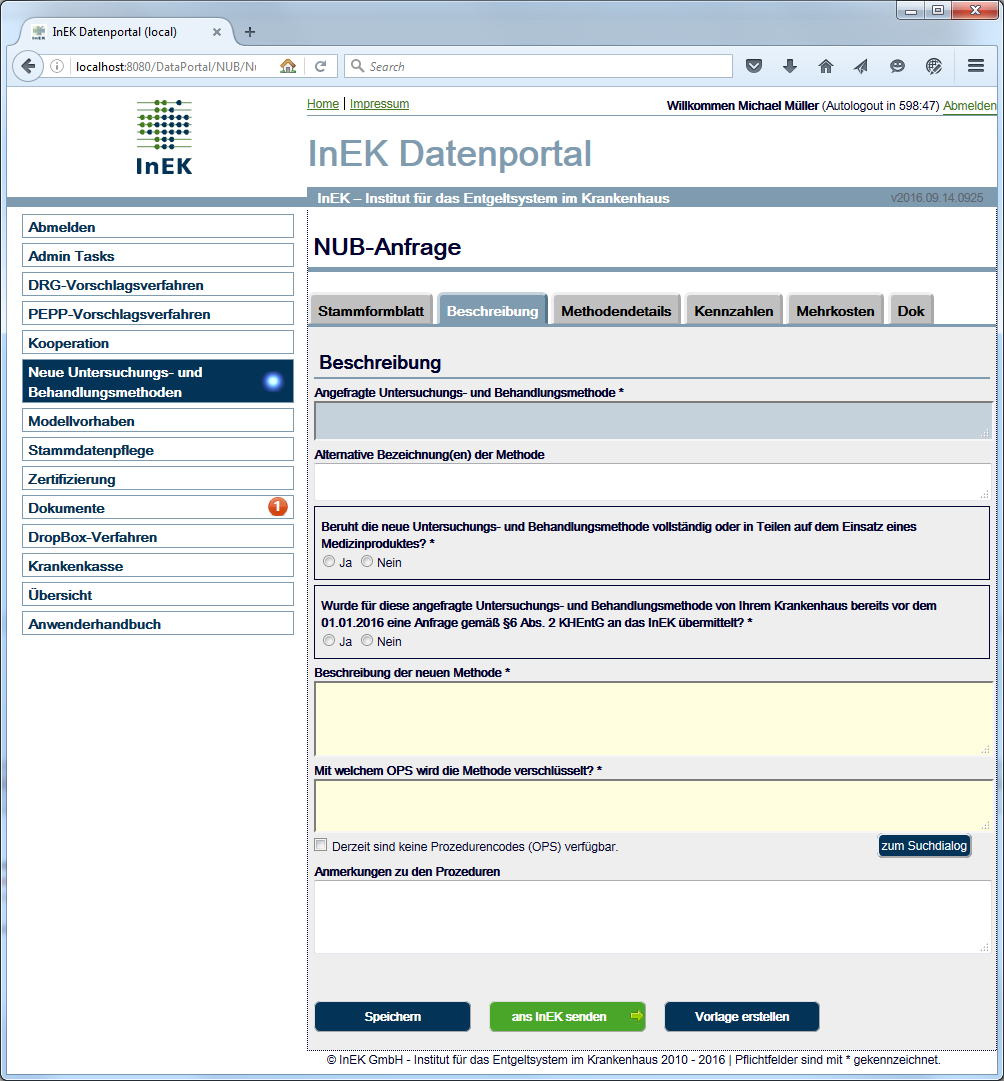 InEK Datenportal (local)
localhost:8080/DataPortal/NUB/Nu
Search
InEK
Home | Impressum
Willkommen Michael Müller (Autologout in 598:47) Abmelden
InEK Datenportal
InEK – Institut für das Entgeltsystem im Krankenhaus
v2016.09.14.0925
Abmelden
Admin Tasks
DRG-Vorschlagsverfahren
PEPP-Vorschlagsverfahren
Kooperation
Neue Untersuchungs- und
Behandlungsmethoden
Modellvorhaben
Stammdatenpflege
Zertifizierung
Dokumente 1
DropBox-Verfahren
Krankenkasse
Übersicht
Anwenderhandbuch
NUB-Anfrage
Stammformblatt Beschreibung Methodendetails Kennzahlen Mehrkosten Dok
Beschreibung
Angefragte Untersuchungs- und Behandlungsmethode *
Alternative Bezeichnung(en) der Methode
Beruht die neue Untersuchungs- und Behandlungsmethode vollständig oder in Teilen auf dem Einsatz eines
Medizinproduktes? *
Ja Nein
Wurde für diese angefragte Untersuchungs- und Behandlungsmethode von Ihrem Krankenhaus bereits vor dem
01.01.2016 eine Anfrage gemäß §6 Abs. 2 KHEntG an das InEK übermittelt? *
Ja Nein
Beschreibung der neuen Methode *
Mit welchem OPS wird die Methode verschlüsselt? *
Derzeit sind keine Prozedurencodes (OPS) verfügbar.
zum Suchdialog
Anmerkungen zu den Prozeduren
Speichern ans InEK senden Vorlage erstellen
© InEK GmbH - Institut für das Entgeltsystem im Krankenhaus 2010 - 2016 | Pflichtfelder sind mit * gekennzeichnet.